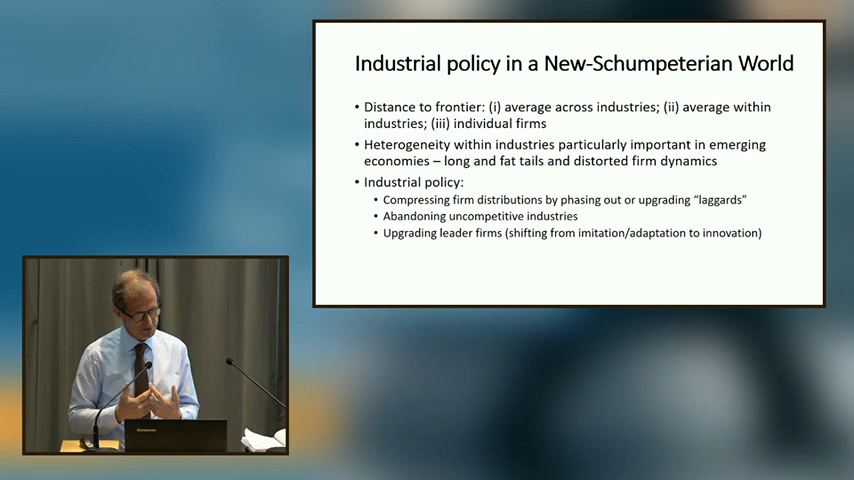 Industrial policy in a New-Schumpeterian World
• Distance to frontier: (i) average across industries; (ii) average within
industries; (iii) individual firms
• Heterogeneity within industries particularly important in emerging
economies – long and fat tails and distorted firm dynamics
• Industrial policy:
• Compressing firm distributions by phasing out or upgrading “laggards”
• Abandoning uncompetitive industries
• Upgrading leader firms (shifting from imitation/adaptation to innovation)
Lenovo